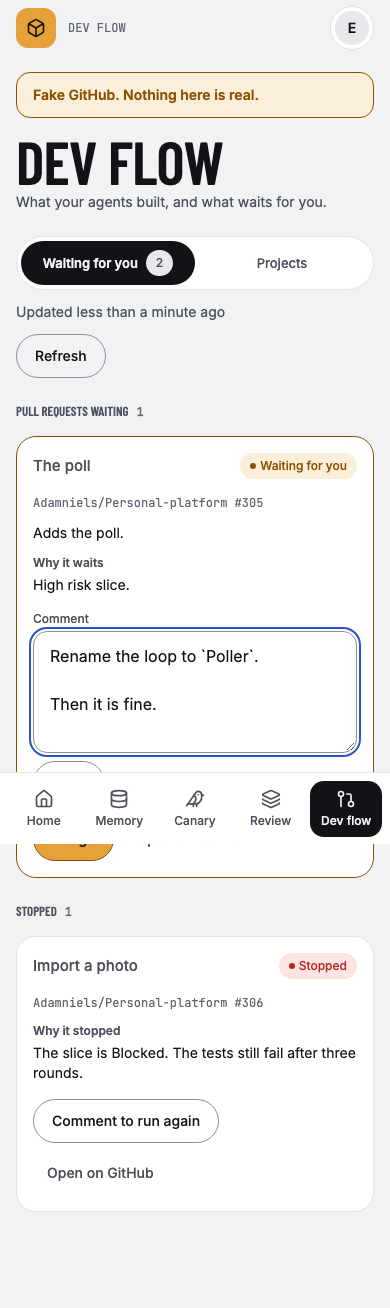 DEV FLOW
E
Fake GitHub. Nothing here is real.
DEV FLOW
What your agents built, and what waits for you.
Waiting for you 2
Projects
Updated less than a minute ago
Refresh
PULL REQUESTS WAITING 1
The poll
Waiting for you
Adamniels/Personal-platform #305
Adds the poll.
Why it waits
High risk slice.
Comment
Rename the loop to `Poller`.
Then it is fine.
Home
Memory
Canary
Review
Dev flow
STOPPED 1
Import a photo
Stopped
Adamniels/Personal-platform #306
Why it stopped
The slice is Blocked. The tests still fail after three
rounds.
Comment to run again
Open on GitHub